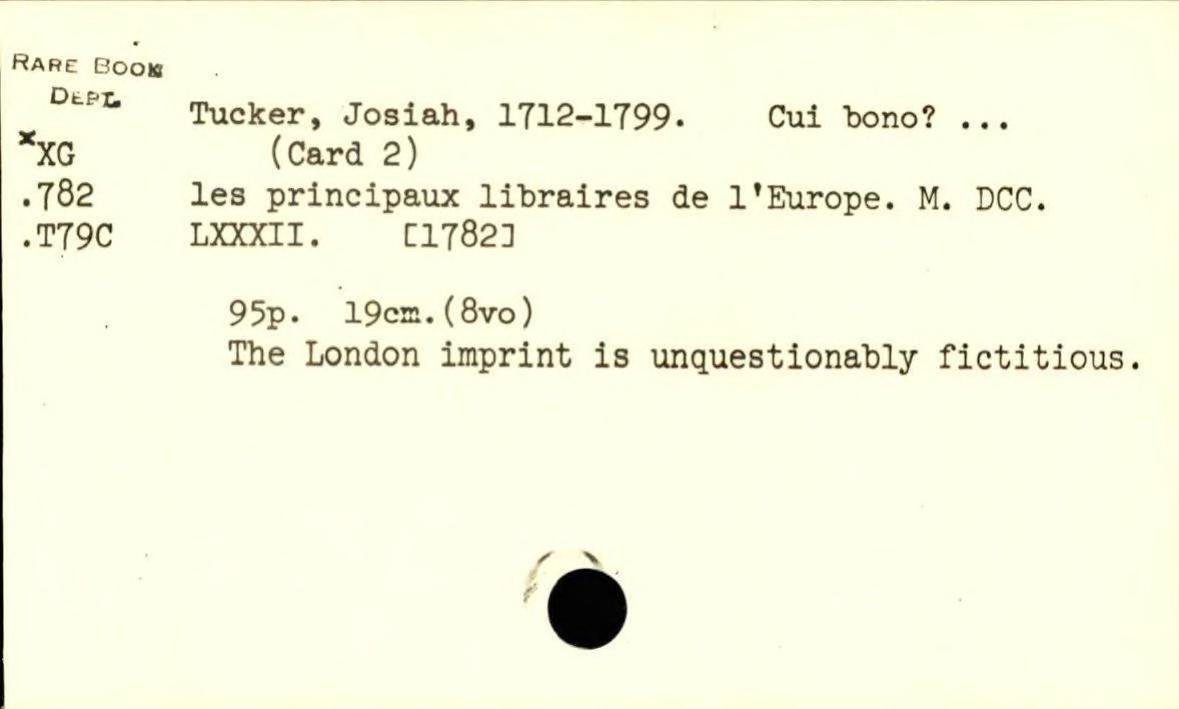 RARE BOOK
DEPT.
Tucker, Josiah, 1712-1799. Cui bono? ...
*XG (Card 2)
.782 les principaux libraires de l'Europe. M. DCC.
.T79C LXXXII. [1782]
95p. 19cm.(8vo)
The London imprint is unquestionably fictitious.